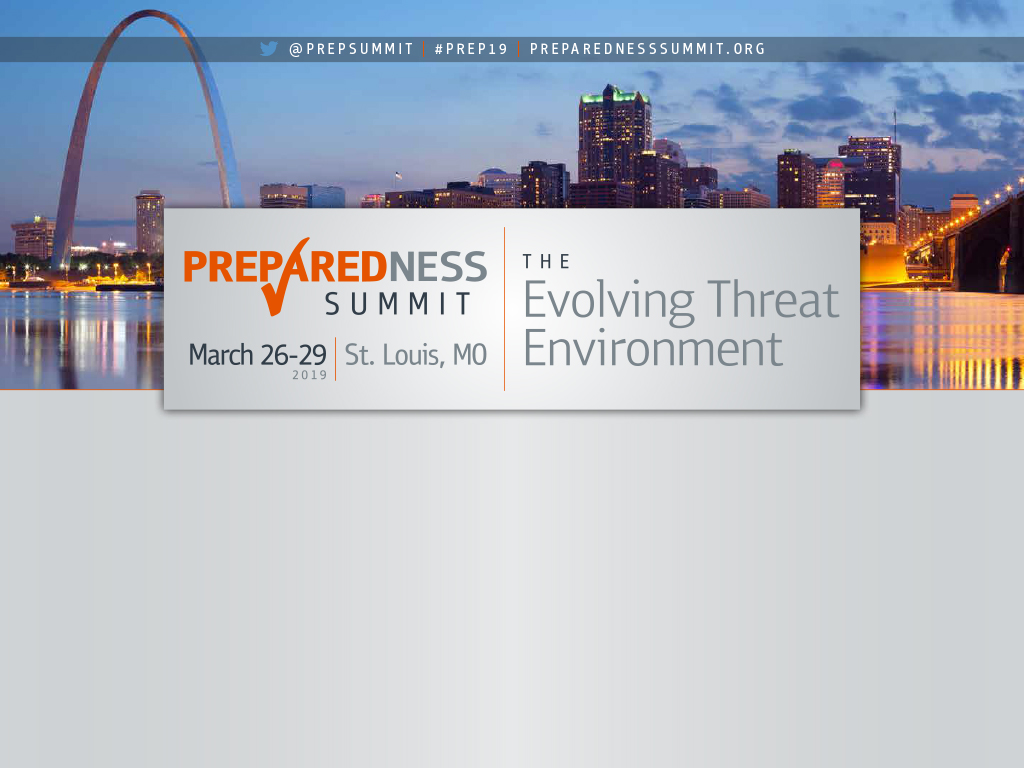 @PREPSUMMIT #PREP19 | PREPAREDNESSSUMMIT.ORG
PREPAREDNESS
SUMMIT
March 26-29 | St. Louis, MO
2019
THE
Evolving Threat
Environment